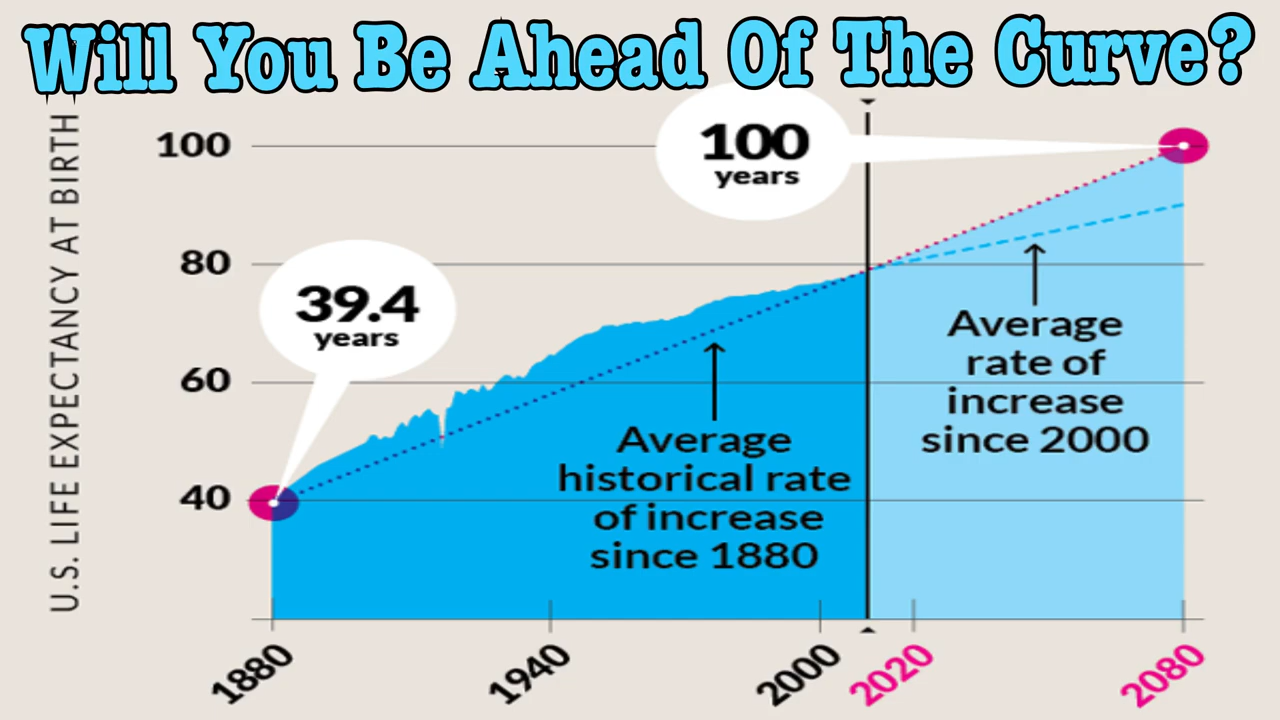 Will You Be Ahead Of The Curve?
U.S. LIFE EXPECTANCY AT BIRTH
100
80
60
40
39.4
years
100
years
Average
historical rate
of increase
since 1880
Average
rate of
increase
since 2000
1880
1940
2000
2020
2080